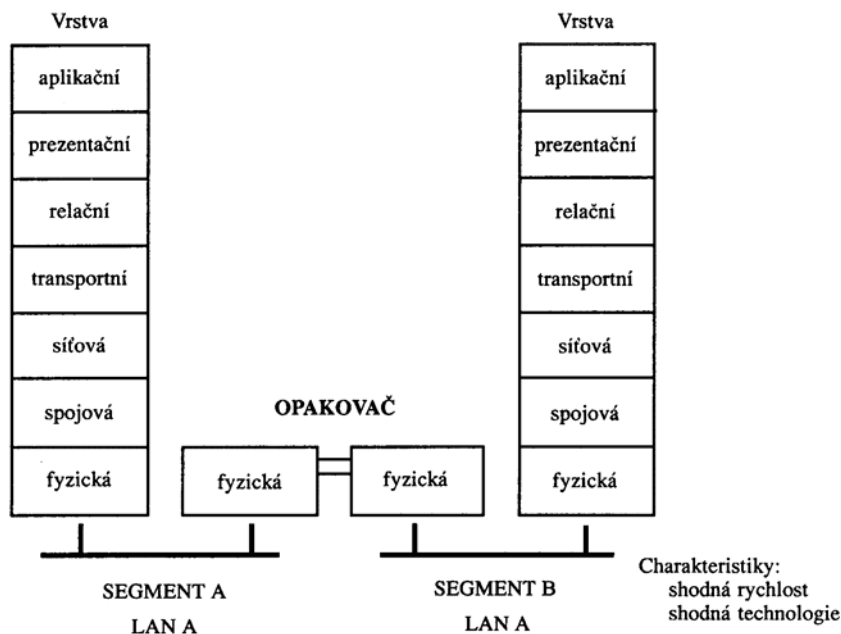 Vrstva
aplikační
prezentační
relační
transportní
síťová
spojová
fyzická
OPAKOVAČ
fyzická
fyzická
Vrstva
aplikační
prezentační
relační
transportní
síťová
spojová
fyzická
SEGMENT A
LAN A
SEGMENT B
LAN A
Charakteristiky:
shodná rychlost
shodná technologie